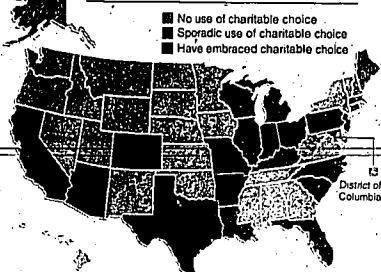 No use of charitable choice
Sporadic use of charitable choice
Have embraced charitable choice
District of
Columbia